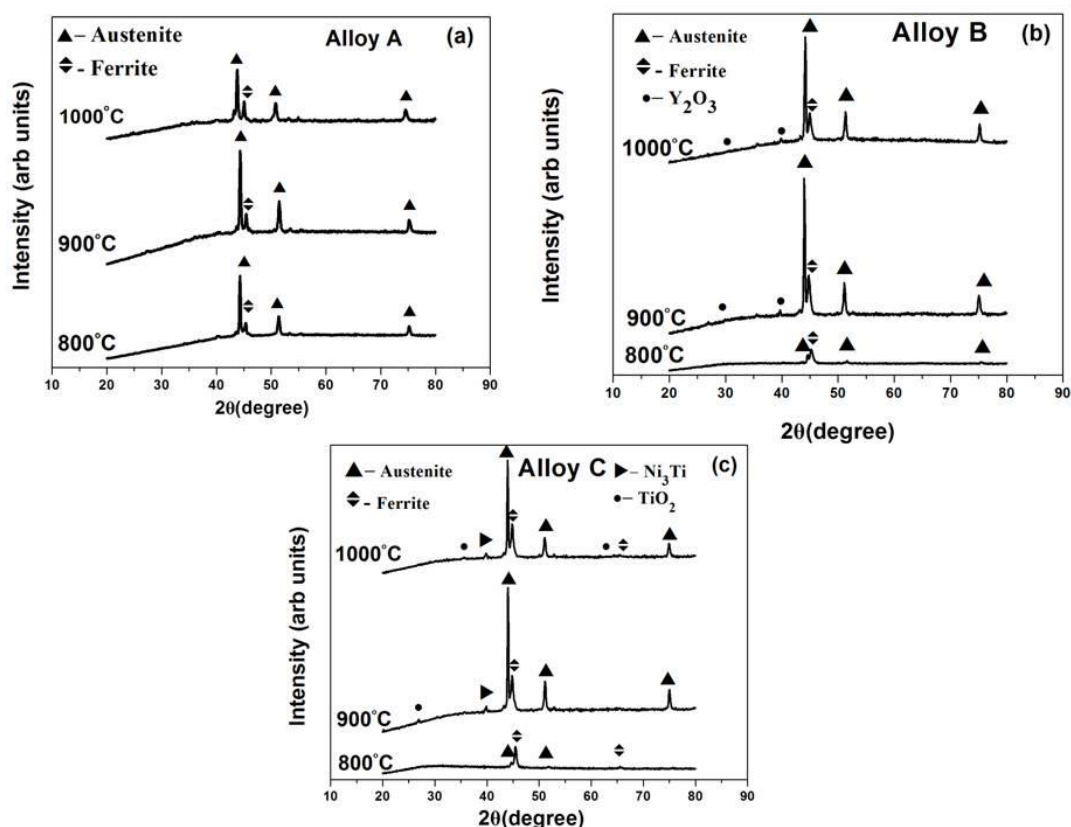 Alloy A
(a)
– Austenite
- Ferrite
1000°C
900°C
800°C
Intensity (arb units)
10 20 30 40 50 60 70 80 90
2θ(degree)
Alloy B
(b)
– Austenite
- Ferrite
– Y2O3
1000°C
900°C
800°C
Intensity (arb units)
10 20 30 40 50 60 70 80 90
2θ(degree)
Alloy C
(c)
– Austenite
- Ferrite
– Ni3Ti
– TiO2
1000°C
900°C
800°C
Intensity (arb units)
10 20 30 40 50 60 70 80 90
2θ(degree)